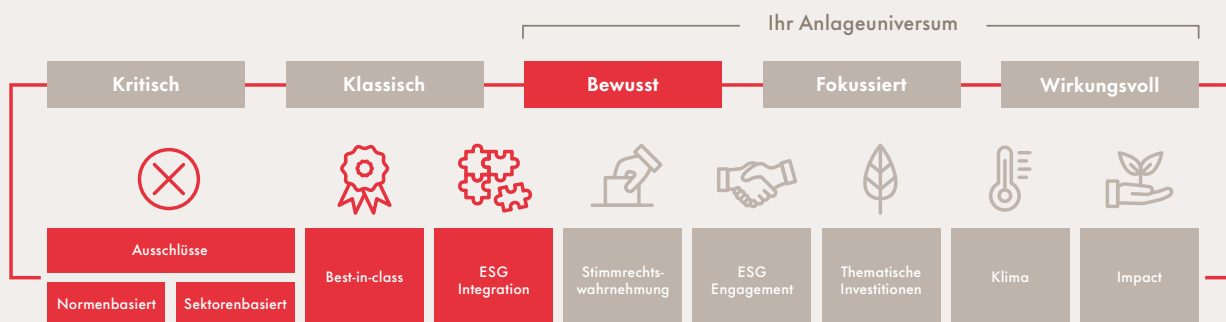 Ihr Anlageuniversum
Kritisch
Klassisch
Bewusst
Fokussiert
Wirkungsvoll
Ausschlüsse
Normenbasiert
Sektorenbasiert
Best-in-class
ESG
Integration
Stimmrechts-
wahrnehmung
ESG
Engagement
Thematische
Investitionen
Klima
Impact